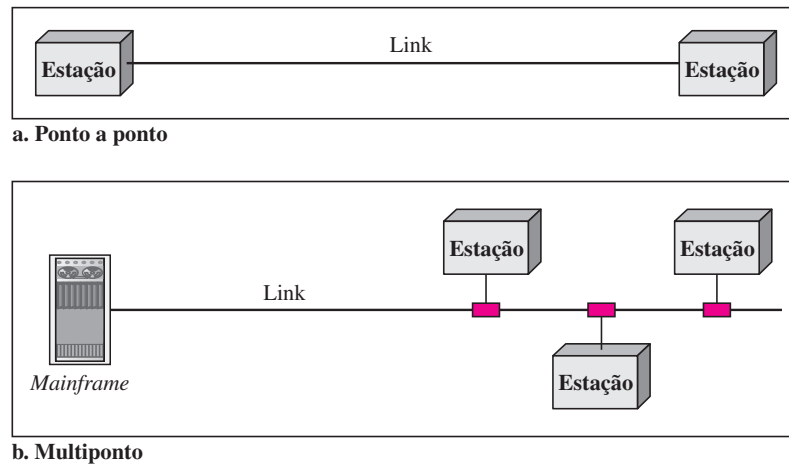 Link
Estação
Estação
a. Ponto a ponto
Estação
Estação
Link
Estação
Mainframe
b. Multiponto